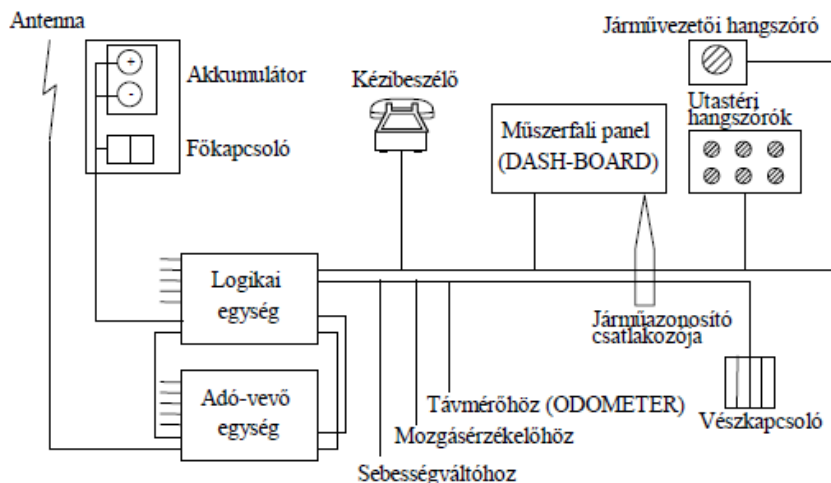 Antenna
Járművezetői hangszóró
+
Akkumulátor
-
Kézibeszélő
Utastéri
hangszórók
Műszerfali panel
(DASH-BOARD)
Főkapcsoló
Logikai
egység
Járműazonosító
csatlakozója
Adó-vevő
egység
Távmérőhöz (ODOMETER)
Vészkapcsoló
Mozgásérzékelőhöz
Sebességváltóhoz